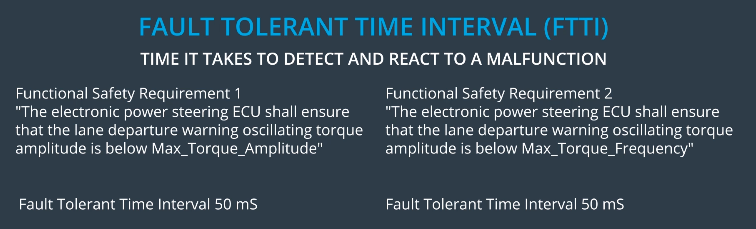 FAULT TOLERANT TIME INTERVAL (FTTI)
TIME IT TAKES TO DETECT AND REACT TO A MALFUNCTION
Functional Safety Requirement 1
"The electronic power steering ECU shall ensure
that the lane departure warning oscillating torque
amplitude is below Max_Torque_Amplitude"
Fault Tolerant Time Interval 50 mS
Functional Safety Requirement 2
"The electronic power steering ECU shall ensure
that the lane departure warning oscillating torque
amplitude is below Max_Torque_Frequency"
Fault Tolerant Time Interval 50 mS